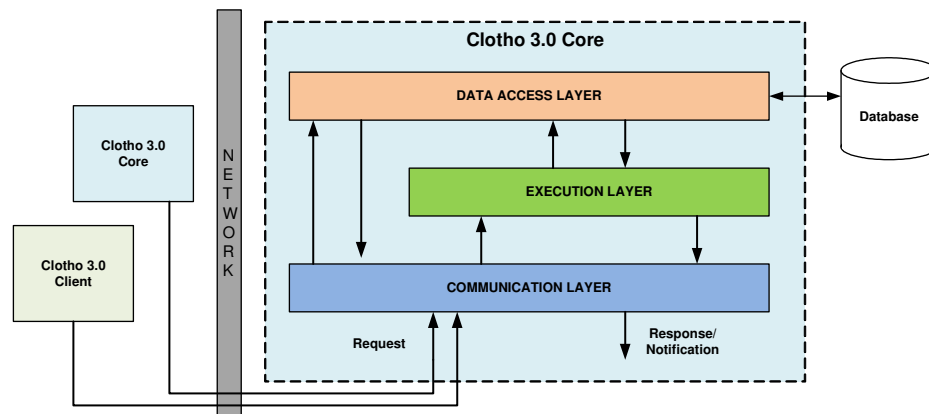 Clotho 3.0 Core
DATA ACCESS LAYER
Database
Clotho 3.0
Core
NETWORK
EXECUTION LAYER
Clotho 3.0
Client
COMMUNICATION LAYER
Request
Response/
Notification